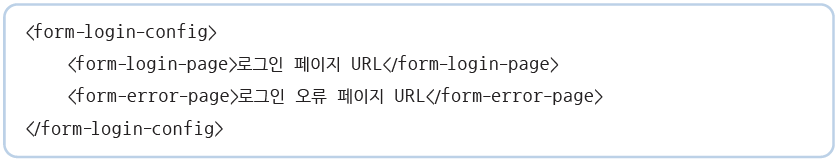 <form-login-config>
<form-login-page>로그인 페이지 URL</form-login-page>
<form-error-page>로그인 오류 페이지 URL</form-error-page>
</form-login-config>